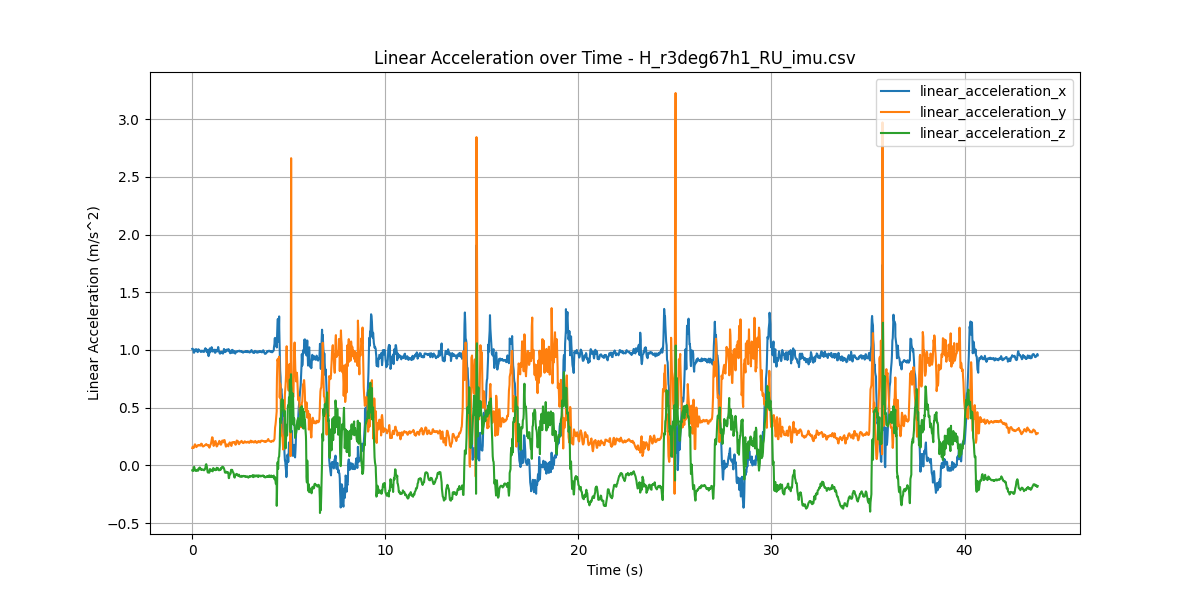 Linear Acceleration over Time - H_r3deg67h1_RU_imu.csv
linear_acceleration_x
linear_acceleration_y
linear_acceleration_z
Linear Acceleration (m/s^2)
3.0
2.5
2.0
1.5
1.0
0.5
0.0
−0.5
0
10
20
30
40
Time (s)